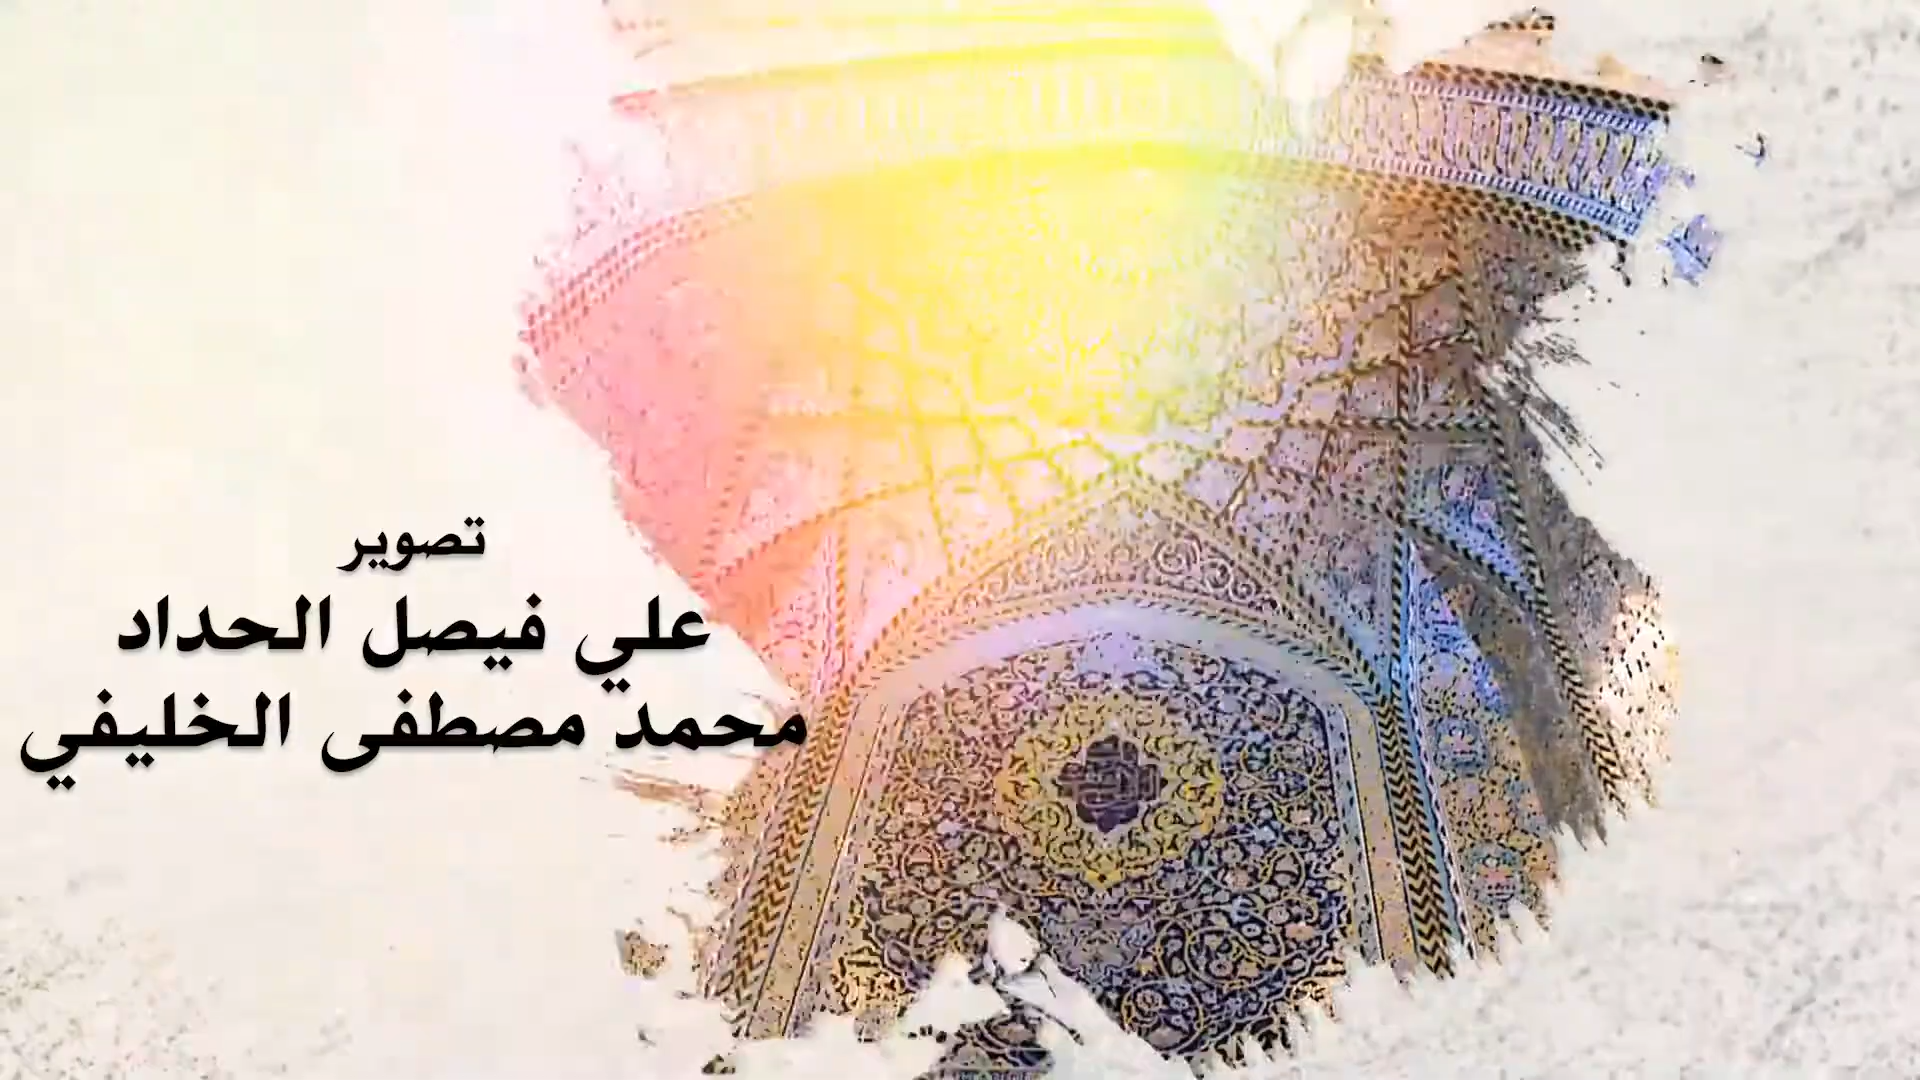 تصوير
علي فيصل الحداد
محمد مصطفى الخليفي